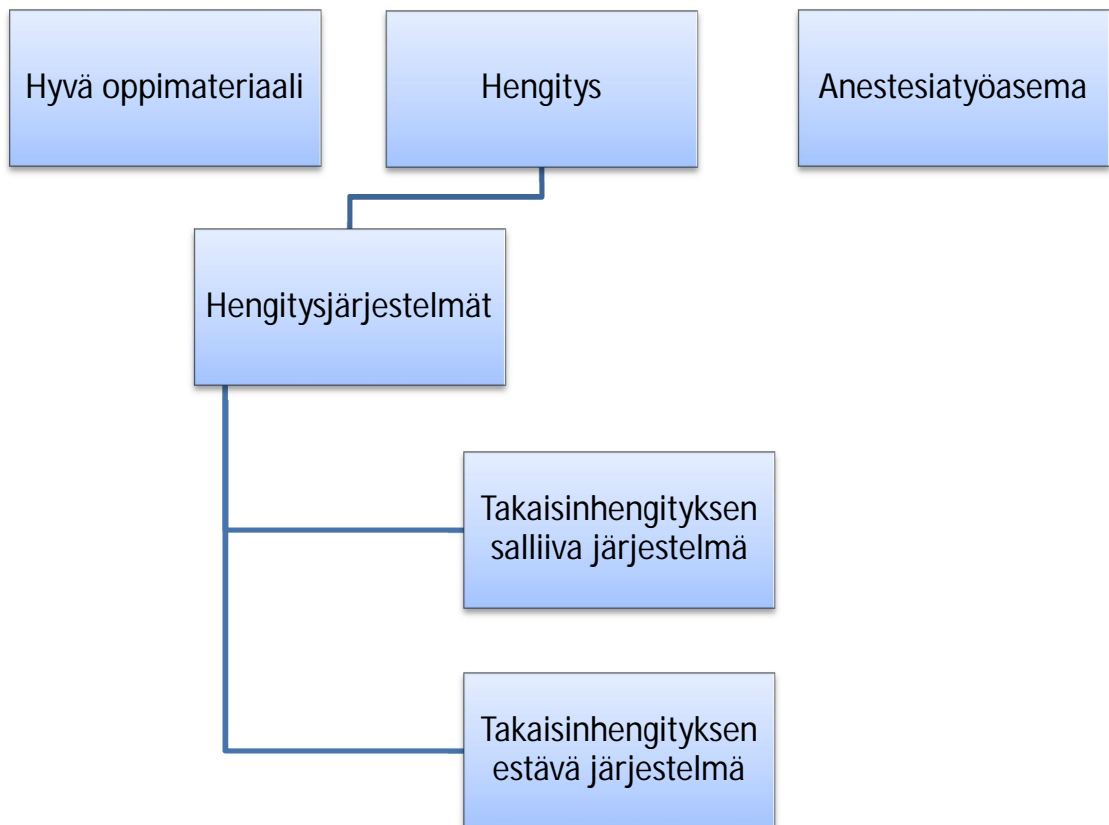 Hyvä oppimateriaali
Hengitys
Anestesiatyöasema
Hengitysjärjestelmät
Takaisinhengityksen
salliiva järjestelmä
Takaisinhengityksen
estävä järjestelmä